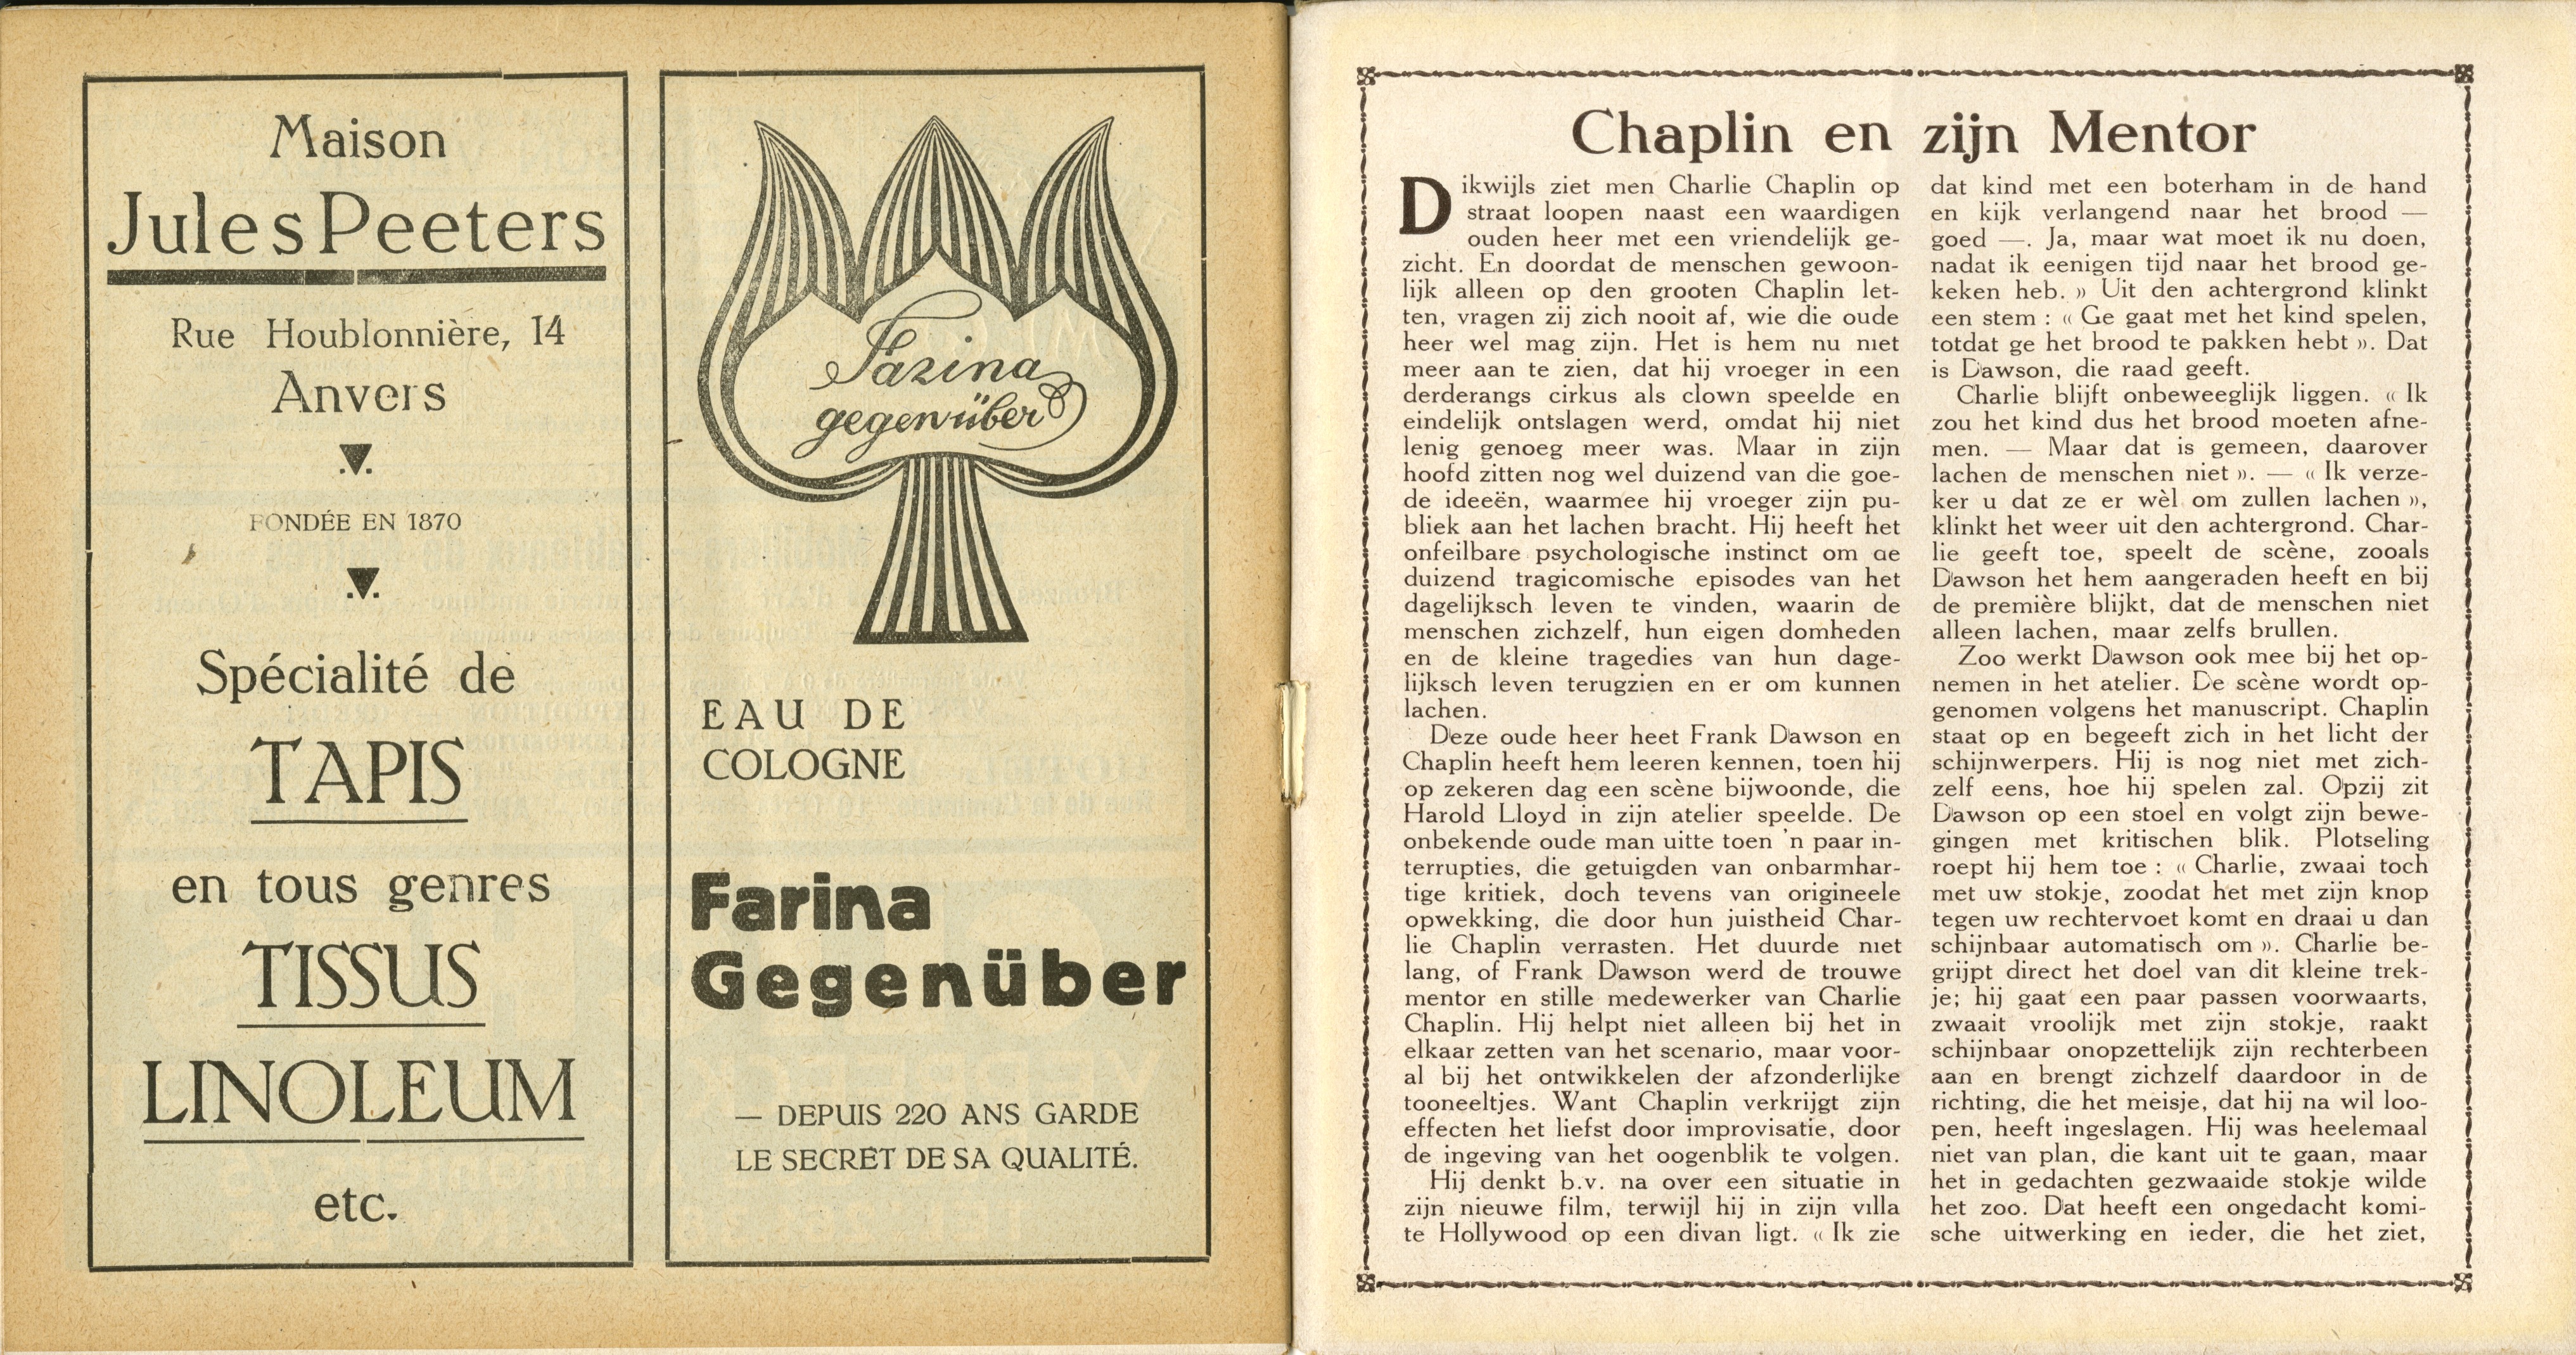 Maison
Jules Peeters
Rue Houblonnière, 14
Anvers
FONDÉE EN 1870
Spécialité de
TAPIS
en tous genres
TISSUS
LINOLEUM
etc.
Farina
gegenüber
EAU DE
COLOGNE
Farina
Gegenüber
— DEPUIS 220 ANS GARDE
LE SECRET DE SA QUALITÉ.
Chaplin en zijn Mentor
Dikwijls ziet men Charlie Chaplin op
straat loopen naast een waardigen
ouden heer met een vriendelijk ge-
zicht. En doordat de menschen gewoon-
lijk alleen op den grooten Chaplin let-
ten, vragen zij zich nooit af, wie die oude
heer wel mag zijn. Het is hem nu niet
meer aan te zien, dat hij vroeger in een
derderangs cirkus als clown speelde en
eindelijk ontslagen werd, omdat hij niet
lenig genoeg meer was. Maar in zijn
hoofd zitten nog wel duizend van die goe-
de ideeën, waarmee hij vroeger zijn pu-
bliek aan het lachen bracht. Hij heeft het
onfeilbare psychologische instinct om de
duizend tragicomische episodes van het
dagelijksch leven te vinden, waarin de
menschen zichzelf, hun eigen domheden
en de kleine tragedies van hun dage-
lijksch leven terugzien en er om kunnen
lachen.
Deze oude heer heet Frank Dawson en
Chaplin heeft hem leeren kennen, toen hij
op zekeren dag een scène bijwoonde, die
Harold Lloyd in zijn atelier speelde. De
onbekende oude man uitte toen 'n paar in-
terrupties, die getuigden van onbarmhar-
tige kritiek, doch tevens van origineele
opwekking, die door hun juistheid Char-
lie Chaplin verrasten. Het duurde niet
lang, of Frank Dawson werd de trouwe
mentor en stille medewerker van Charlie
Chaplin. Hij helpt niet alleen bij het in
elkaar zetten van het scenario, maar voor-
al bij het ontwikkelen der afzonderlijke
tooneeltjes. Want Chaplin verkrijgt zijn
effecten het liefst door improvisatie, door
de ingeving van het oogenblik te volgen.
Hij denkt b.v. na over een situatie in
zijn nieuwe film, terwijl hij in zijn villa
te Hollywood op een divan ligt. « Ik zie
dat kind met een boterham in de hand
en kijk verlangend naar het brood —
goed —. Ja, maar wat moet ik nu doen,
nadat ik eenigen tijd naar het brood ge-
keken heb. » Uit den achtergrond klinkt
een stem : « Ge gaat met het kind spelen,
totdat ge het brood te pakken hebt ». Dat
is Dawson, die raad geeft.
Charlie blijft onbeweeglijk liggen. « Ik
zou het kind dus het brood moeten afne-
men. — Maar dat is gemeen, daarover
lachen de menschen niet ». — « Ik verze-
ker u dat ze er wèl om zullen lachen »,
klinkt het weer uit den achtergrond. Char-
lie geeft toe, speelt de scène, zooals
Dawson het hem aangeraden heeft en bij
de première blijkt, dat de menschen niet
alleen lachen, maar zelfs brullen.
Zoo werkt Dawson ook mee bij het op-
nemen in het atelier. De scène wordt op-
genomen volgens het manuscript. Chaplin
staat op en begeeft zich in het licht der
schijnwerpers. Hij is nog niet met zich-
zelf eens, hoe hij spelen zal. Opzij zit
Dawson op een stoel en volgt zijn bewe-
gingen met kritischen blik. Plotseling
roept hij hem toe : « Charlie, zwaai toch
met uw stokje, zoodat het met zijn knop
tegen uw rechtervoet komt en draai u dan
schijnbaar automatisch om ». Charlie be-
grijpt direct het doel van dit kleine trek-
je; hij gaat een paar passen voorwaarts,
zwaait vroolijk met zijn stokje, raakt
schijnbaar onopzettelijk zijn rechterbeen
aan en brengt zichzelf daardoor in de
richting, die het meisje, dat hij na wil loo-
pen, heeft ingeslagen. Hij was heelemaal
niet van plan, die kant uit te gaan, maar
het in gedachten gezwaaide stokje wilde
het zoo. Dat heeft een ongedacht komi-
sche uitwerking en ieder, die het ziet,